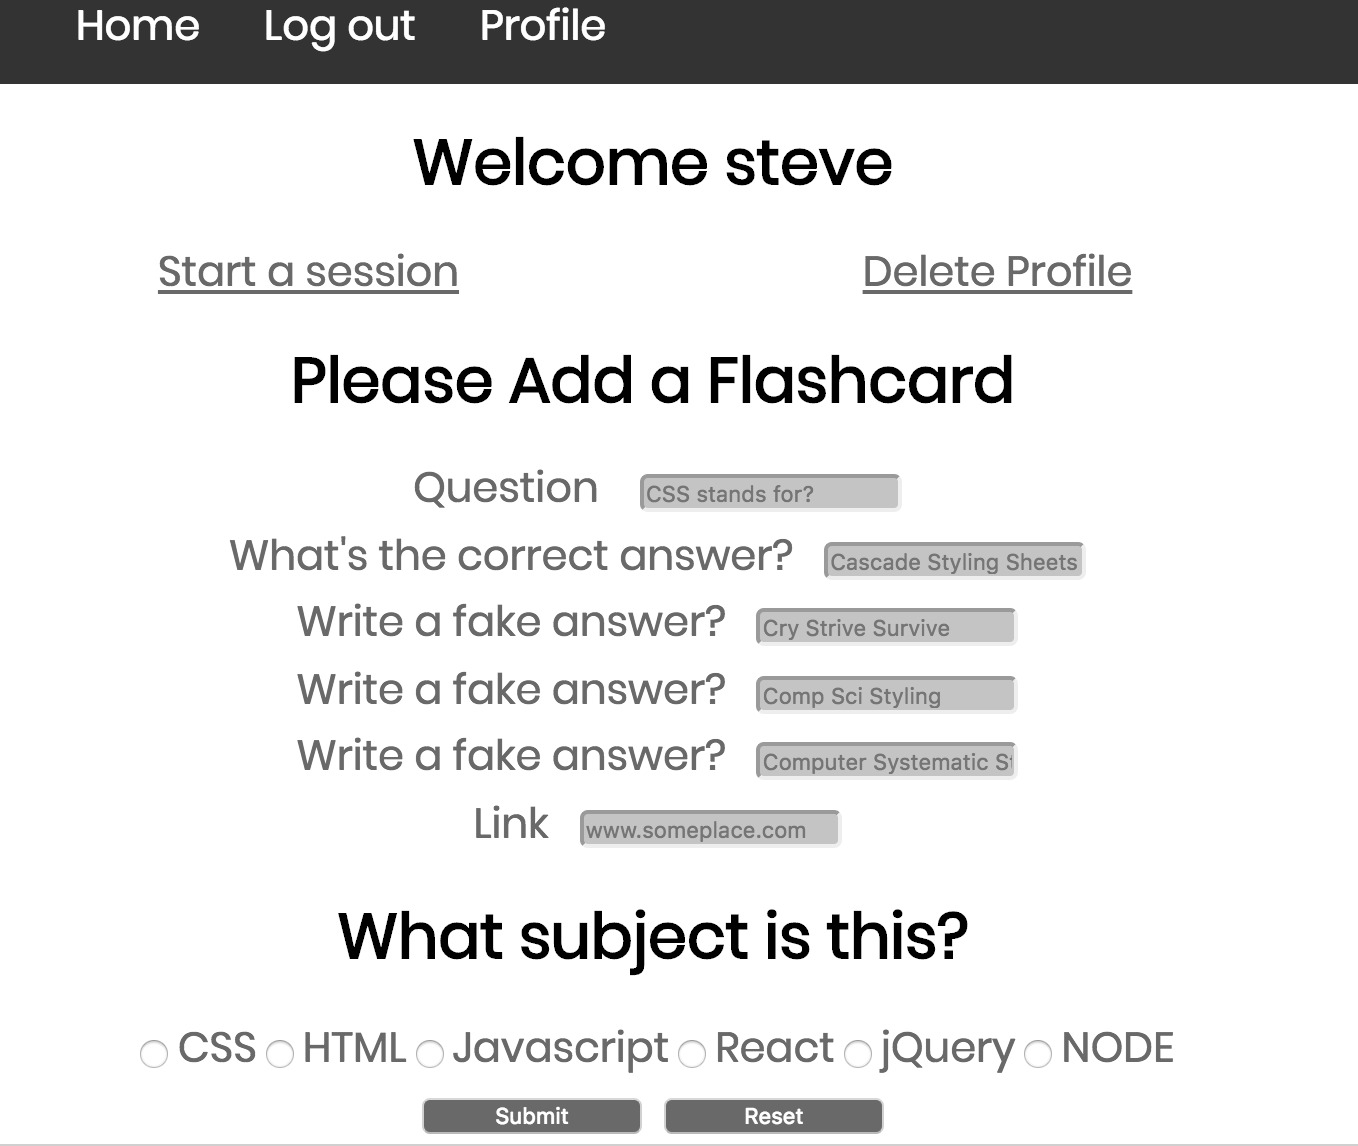 Home Log out Profile
Welcome steve
Start a session Delete Profile
Please Add a Flashcard
Question CSS stands for?
What's the correct answer? Cascade Styling Sheets
Write a fake answer? Cry Strive Survive
Write a fake answer? Comp Sci Styling
Write a fake answer? Computer Systematic
Link www.someplace.com
What subject is this?
CSS HTML Javascript React jQuery NODE
Submit Reset